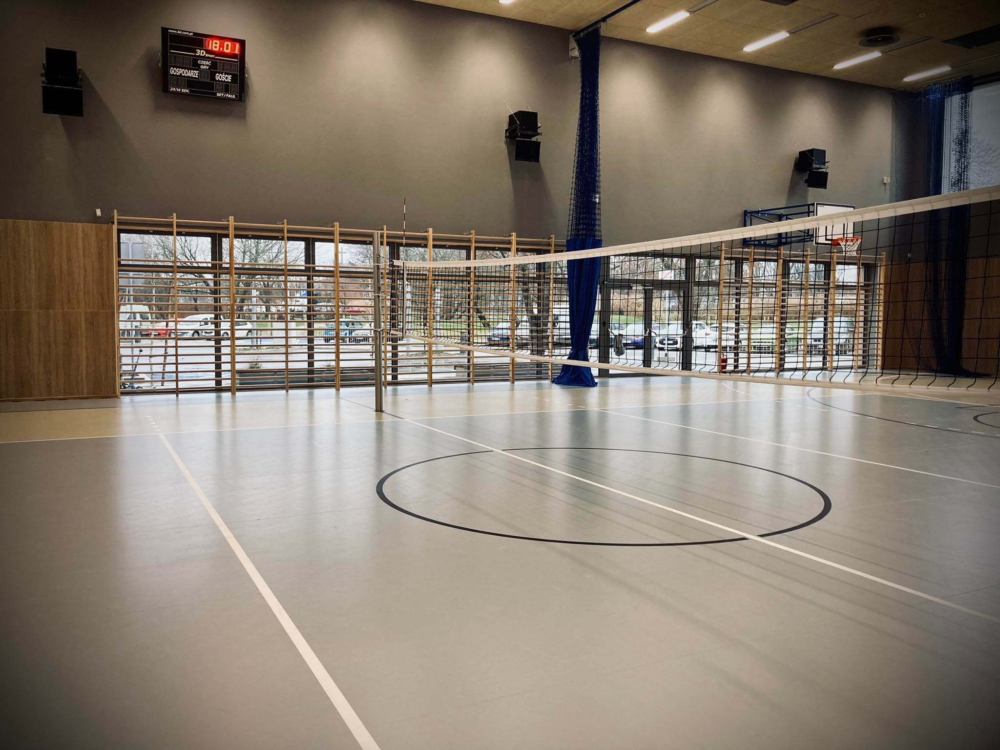 www.3d.com.pl
18.01
3D SPORT
CZĘŚĆ
GRY
GOSPODARZE
GOŚCIE
24/14 SEK.
SET / FAUL
P